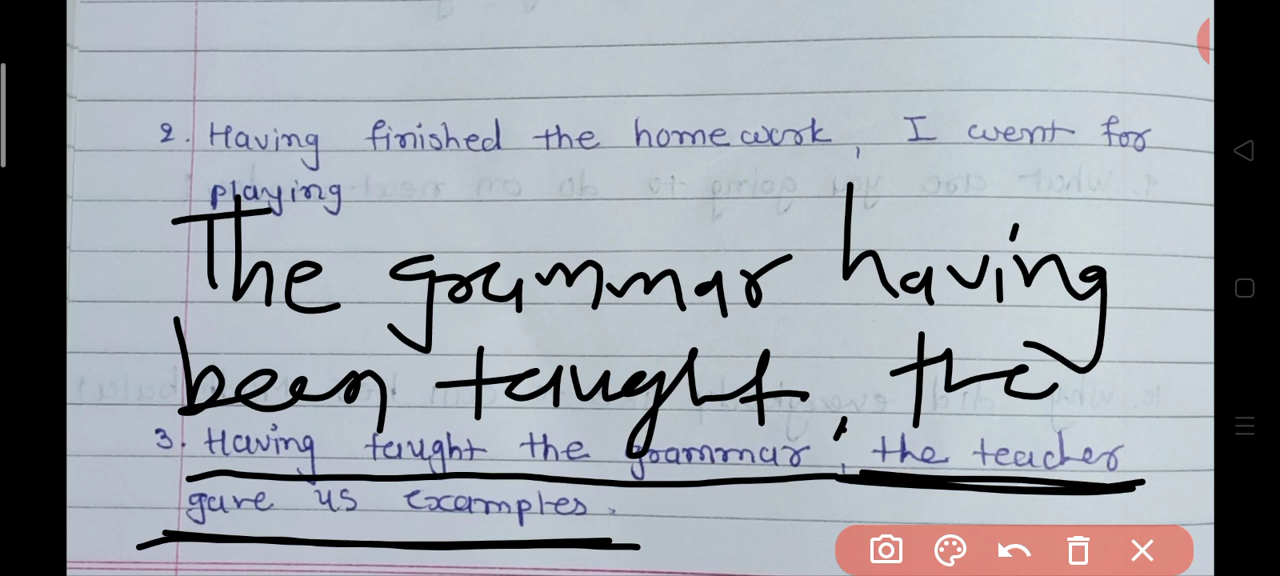 2. Having finished the homework, I went for
playing
The grammar having
been taught, the
3. Having taught the grammar, the teacher
gave us examples.